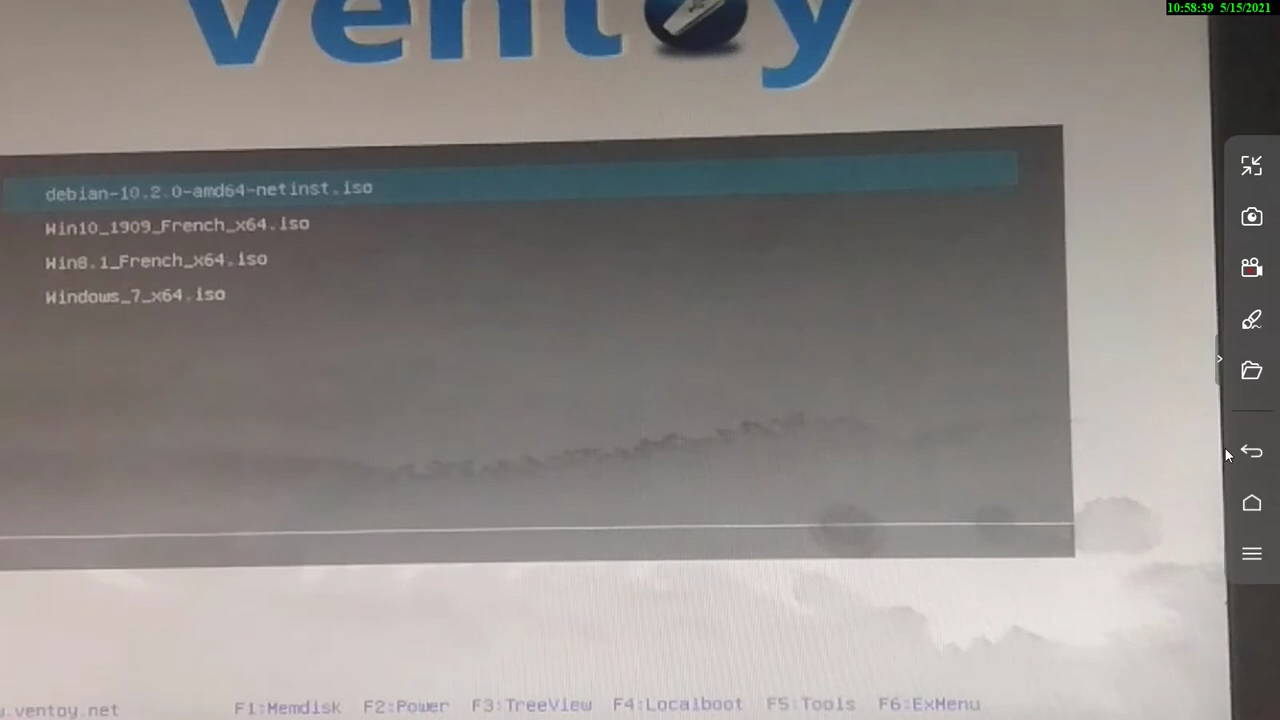 10:58:39 5/15/2021
ventoy
debian-10.2.0-amd64-netinst.iso
Win10_1909_French_x64.iso
Win8.1_French_x64.iso
Windows_7_x64.iso
.ventoy.net F1:Memdisk F2:Power F3:TreeView F4:Localboot F5:Tools F6:ExMenu